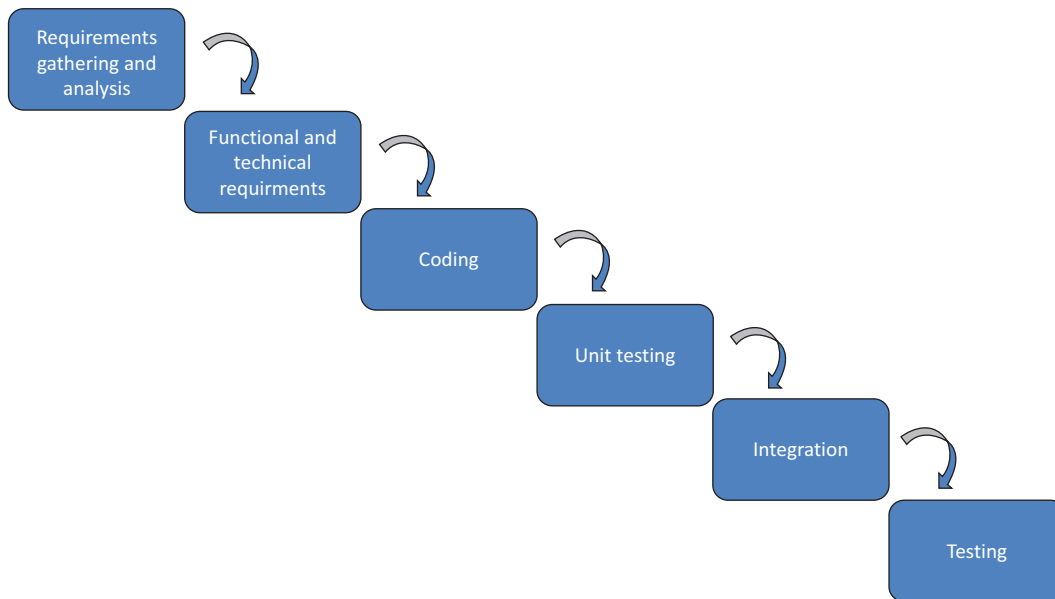 Requirements
gathering and
analysis
Functional and
technical
requirments
Coding
Unit testing
Integration
Testing